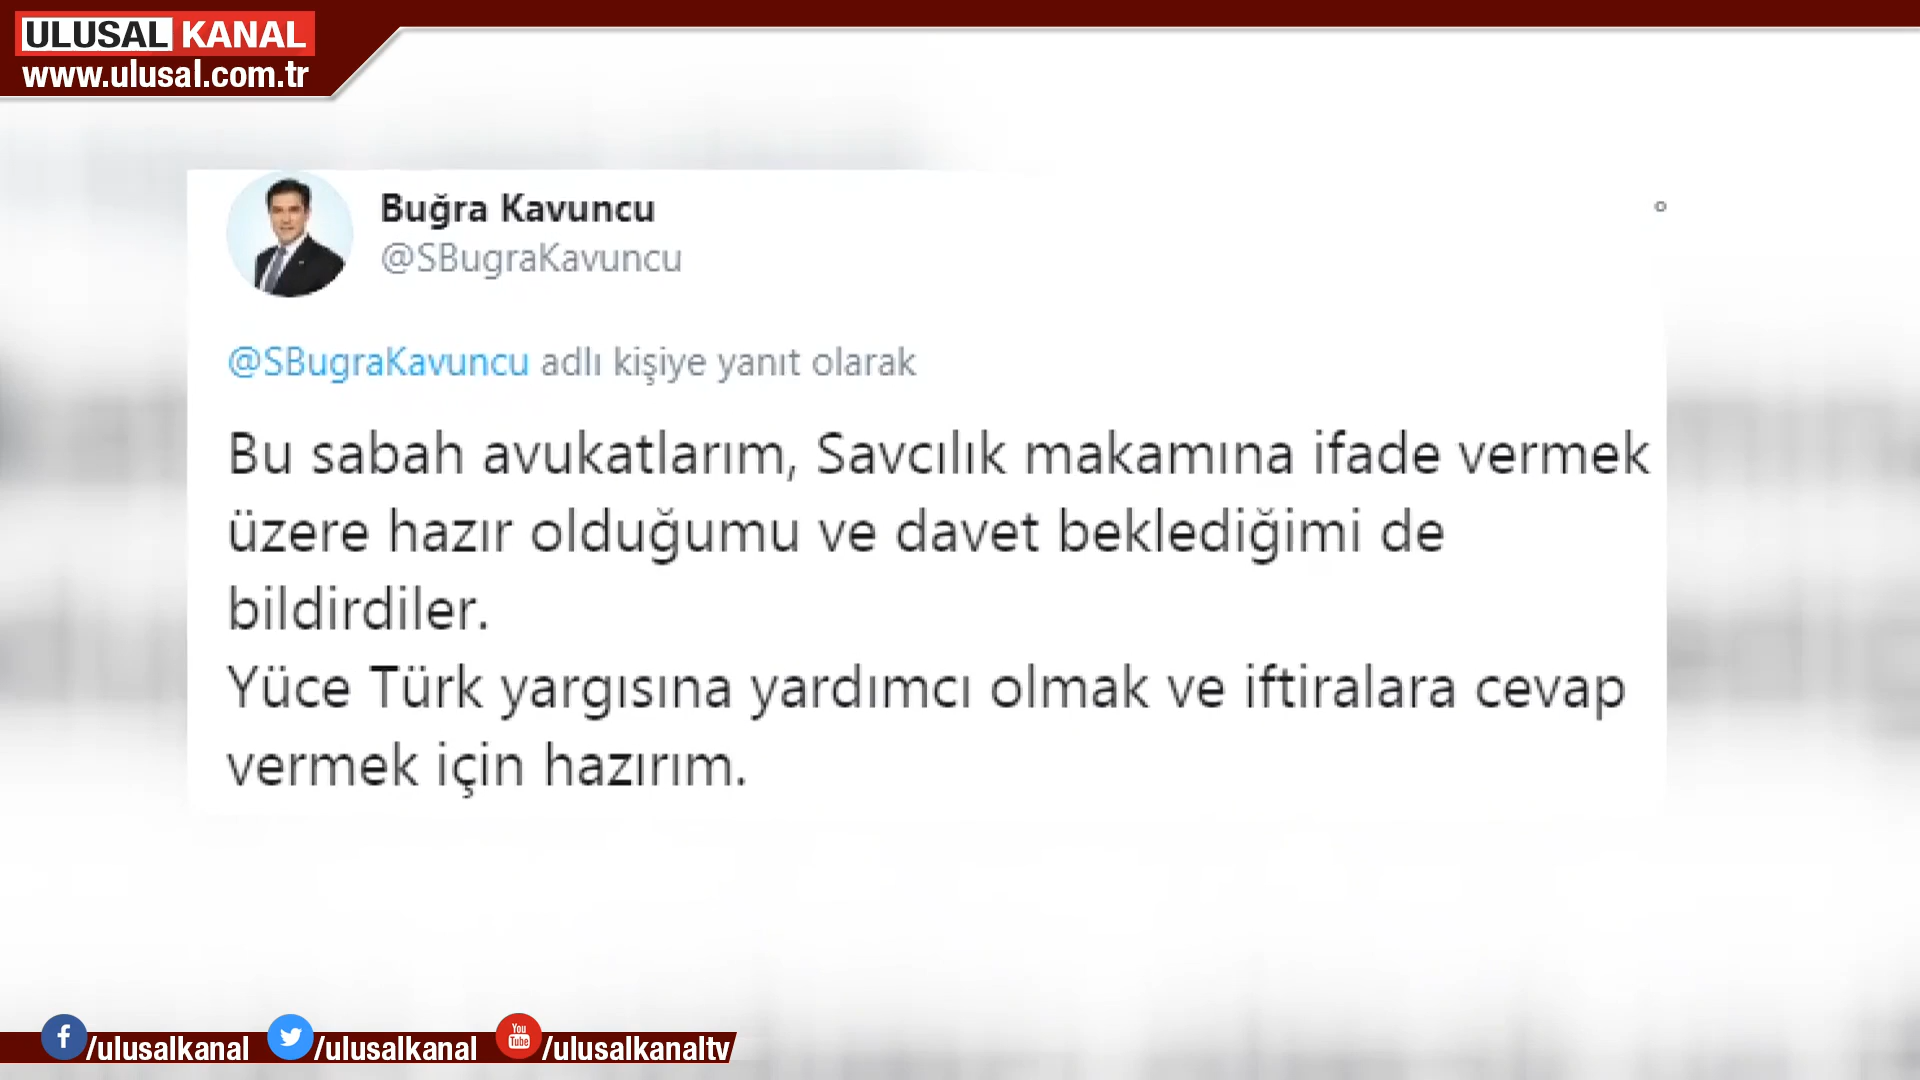 ULUSAL KANAL
www.ulusal.com.tr
Buğra Kavuncu
@SBugraKavuncu
@SBugraKavuncu adlı kişiye yanıt olarak
Bu sabah avukatlarım, Savcılık makamına ifade vermek
üzere hazır olduğumu ve davet beklediğimi de
bildirdiler.
Yüce Türk yargısına yardımcı olmak ve iftiralara cevap
vermek için hazırım.
f /ulusalkanal /ulusalkanal You Tube /ulusalkanaltv